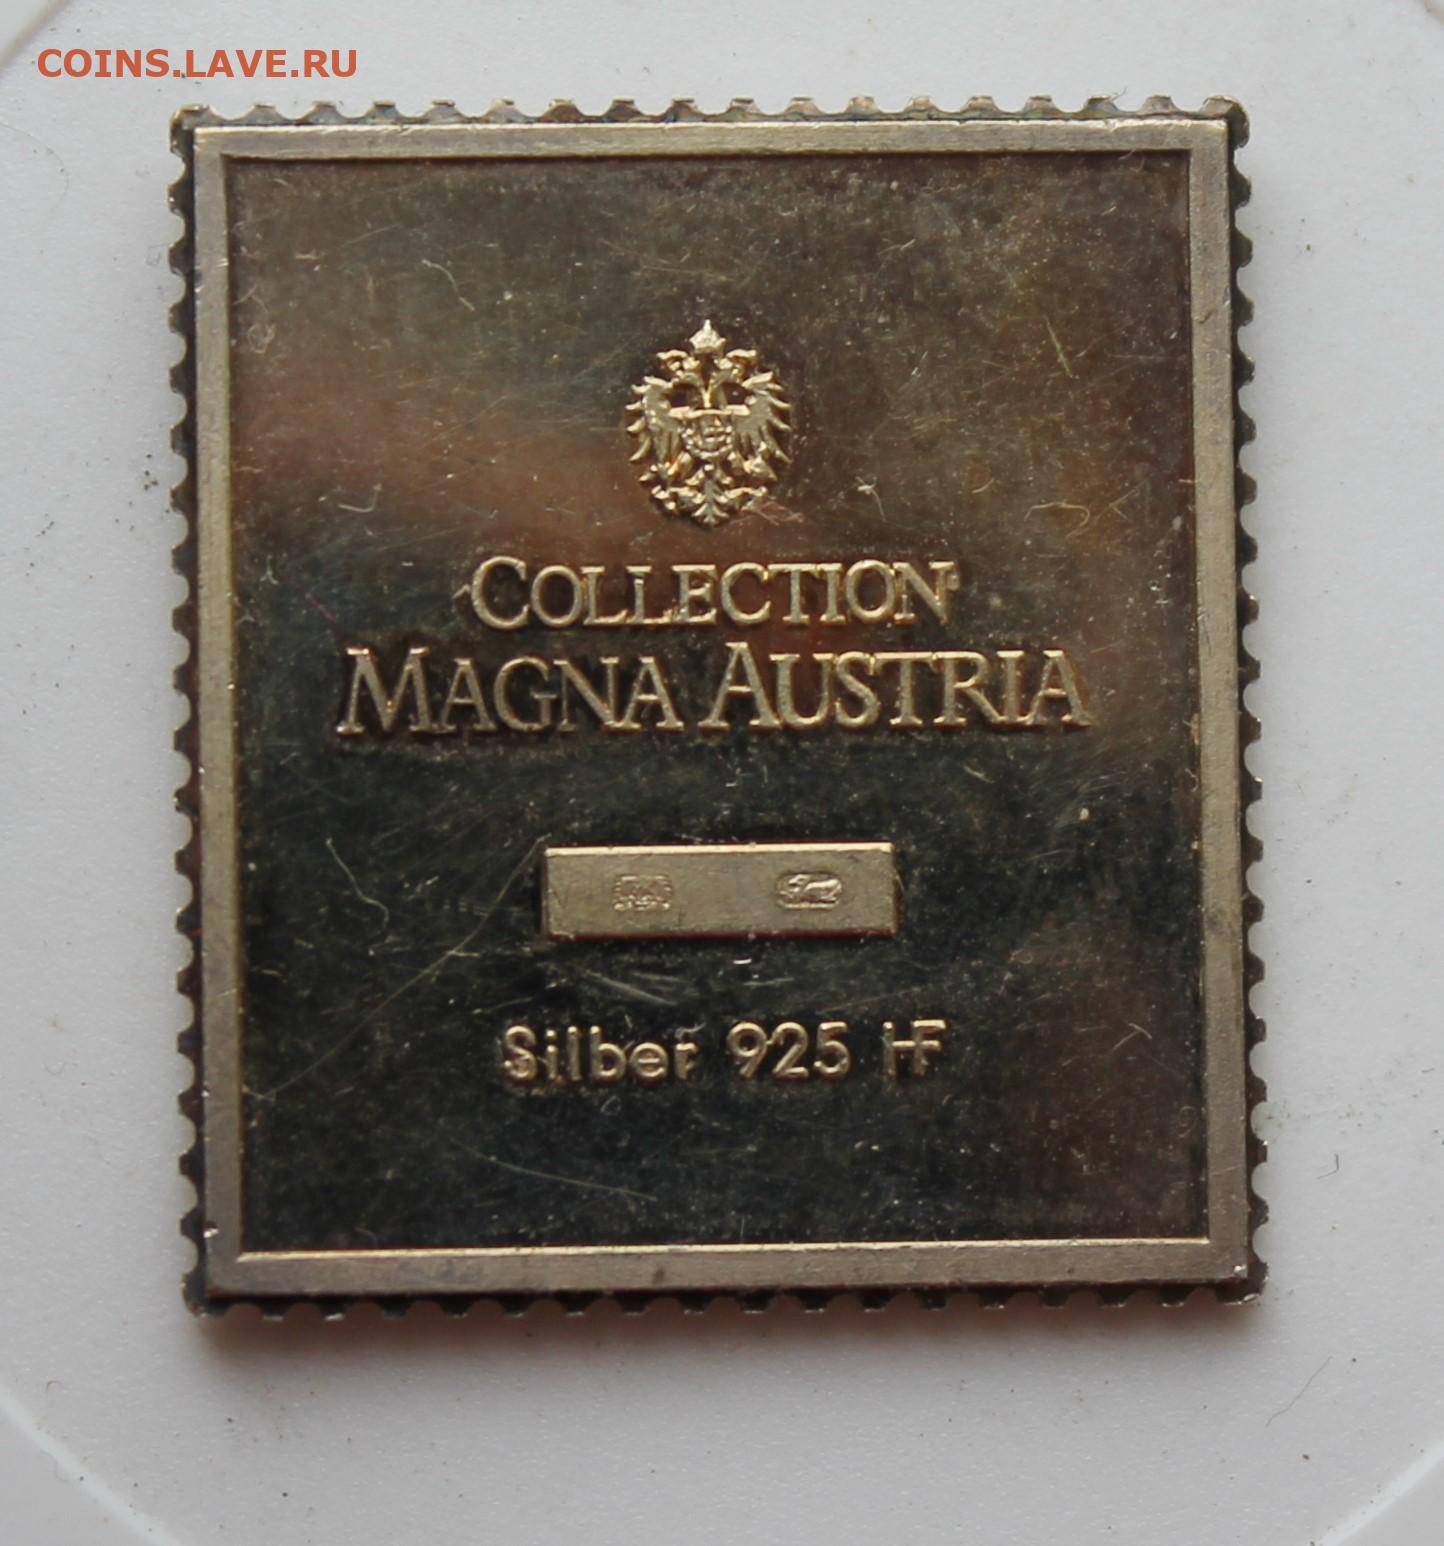 COINS.LAVE.RU
COLLECTION
MAGNA AUSTRIA
Silber 925 HF